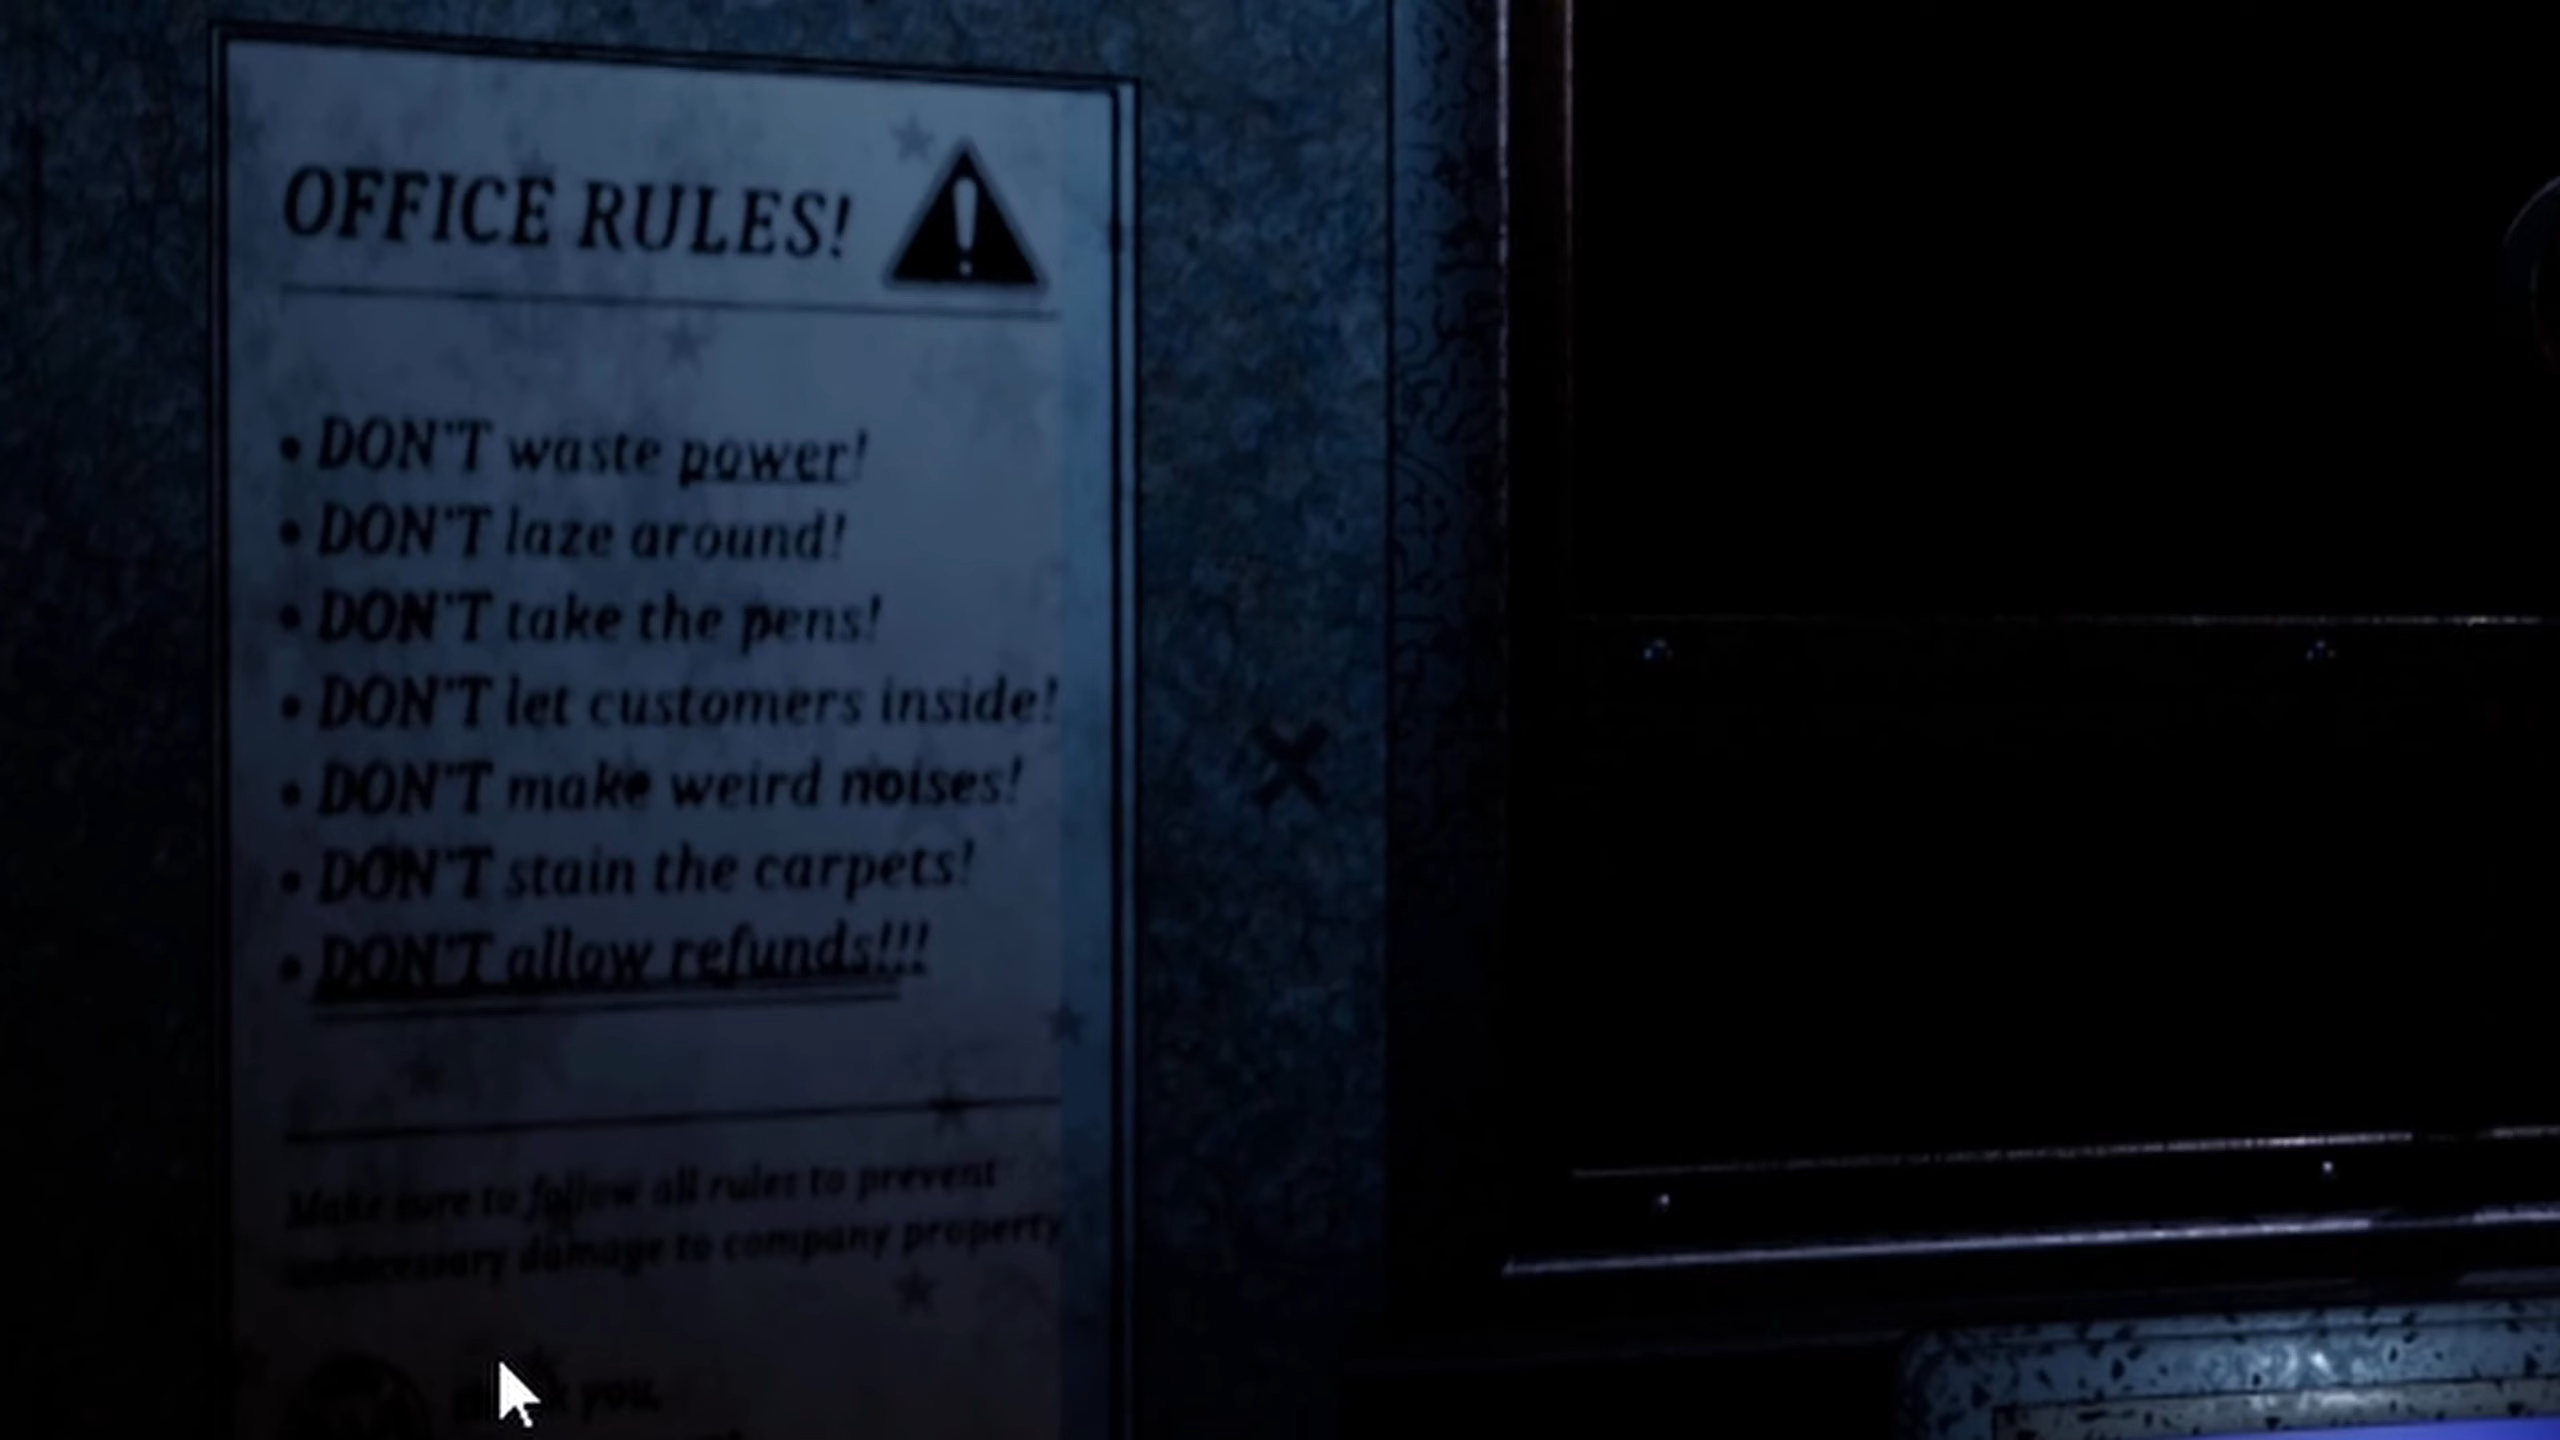 OFFICE RULES!
• DON'T waste power!
• DON'T laze around!
• DON'T take the pens!
• DON'T let customers inside!
• DON'T make weird noises!
• DON'T stain the carpets!
• DON'T allow refunds!!!
Make sure to follow all rules to prevent
unnecessary damage to company property
you,